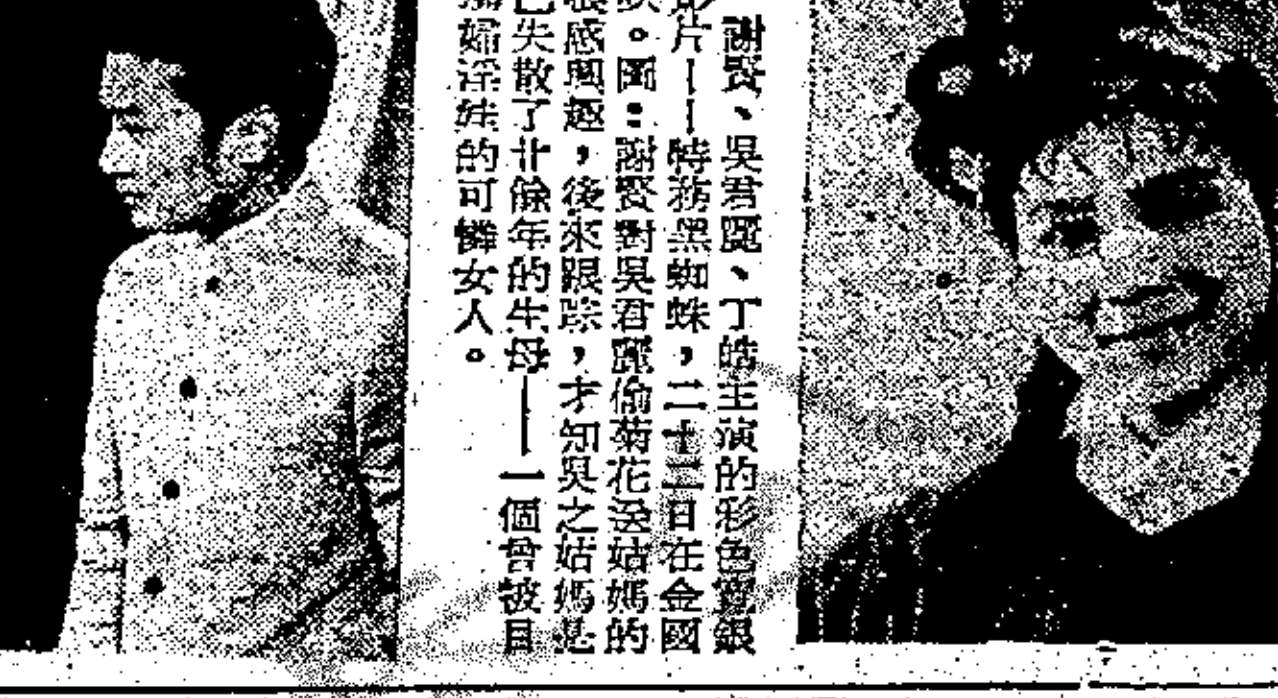 謝賢、吳君麗、丁皓主演的彩色寬銀
影片——特務黑蜘蛛，二十三日在金國
映。圖：謝賢對吳君麗偷菊花送姑媽的
很感興趣，後來跟踪，才知吳之姑媽是
已失散了廿餘年的生母——一個曾被目
婦淫娃的可憐女人。